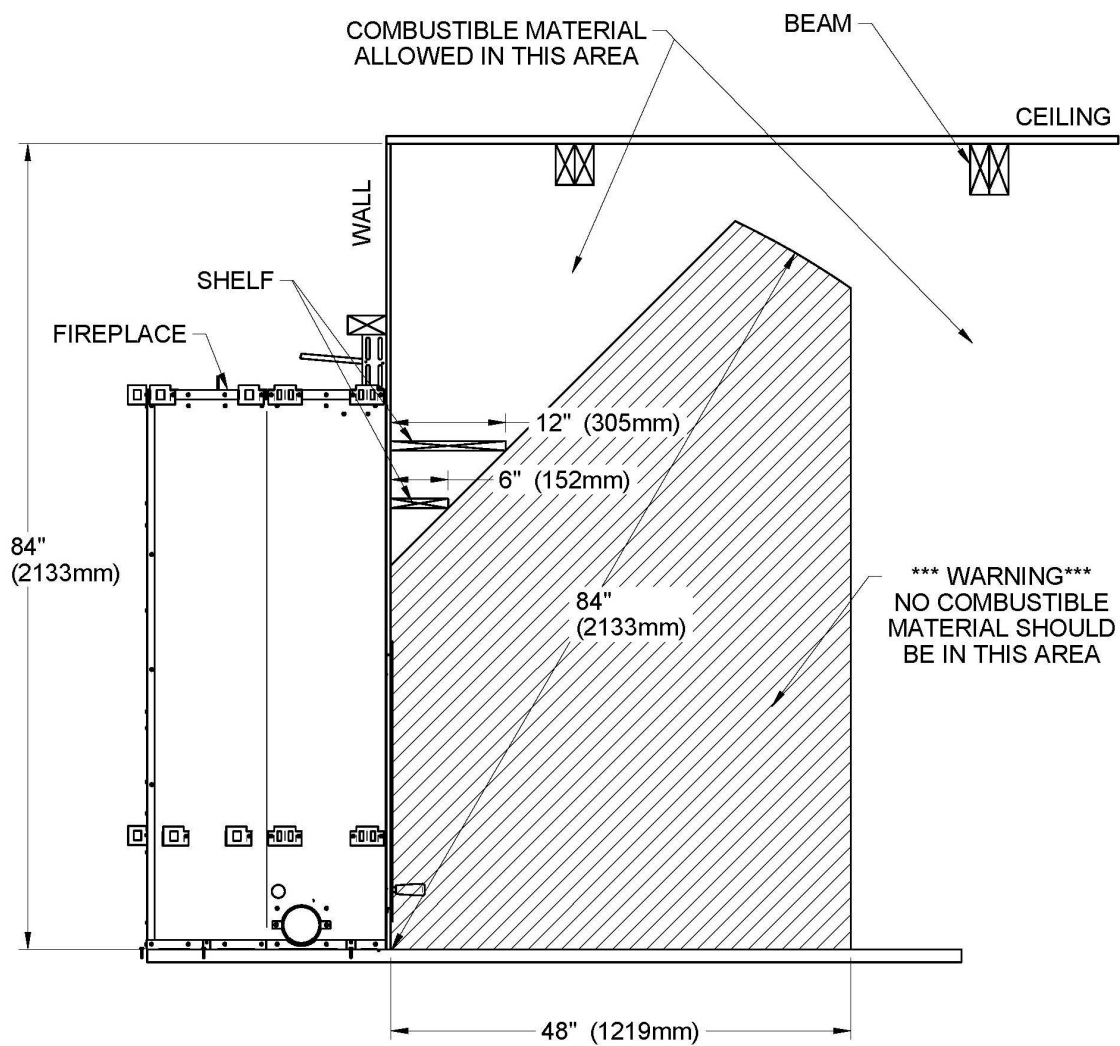 COMBUSTIBLE MATERIAL
ALLOWED IN THIS AREA
BEAM
CEILING
WALL
SHELF
FIREPLACE
12" (305mm)
6" (152mm)
84"
(2133mm)
84"
(2133mm)
*** WARNING***
NO COMBUSTIBLE
MATERIAL SHOULD
BE IN THIS AREA
48" (1219mm)